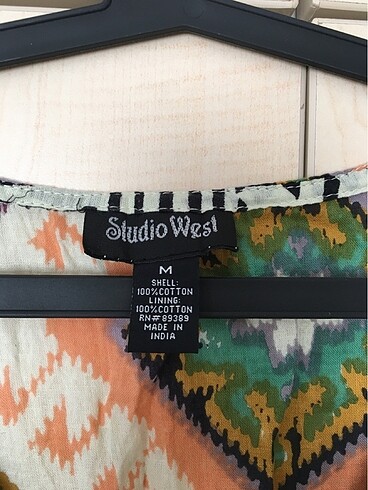 Studio West
M
SHELL:
100%COTTON
LINING:
100%COTTON
RN#89389
MADE IN
INDIA